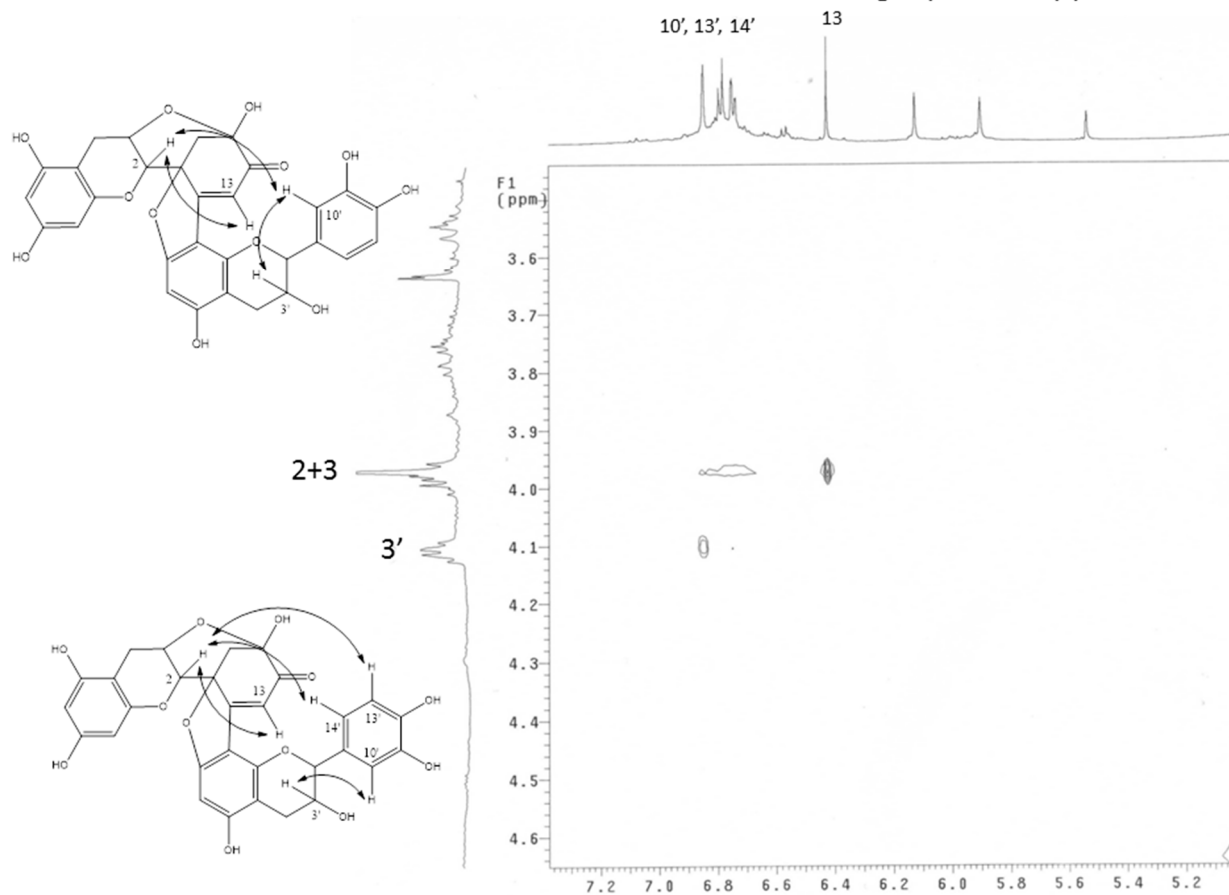 10', 13', 14'
13
O
OH
HO
H
2
O
O
13
H
O
OH
OH
H
10'
O
H
3'
OH
HO
OH
F1
(ppm)
3.6
3.7
3.8
3.9
4.0
4.1
4.2
4.3
4.4
4.5
4.6
2+3
3'
O
OH
HO
H
2
O
O
13
H
O
H
H
14'
13'
OH
10'
OH
H
O
H
3'
OH
HO
OH
7.2 7.0 6.8 6.6 6.4 6.2 6.0 5.8 5.6 5.4 5.2